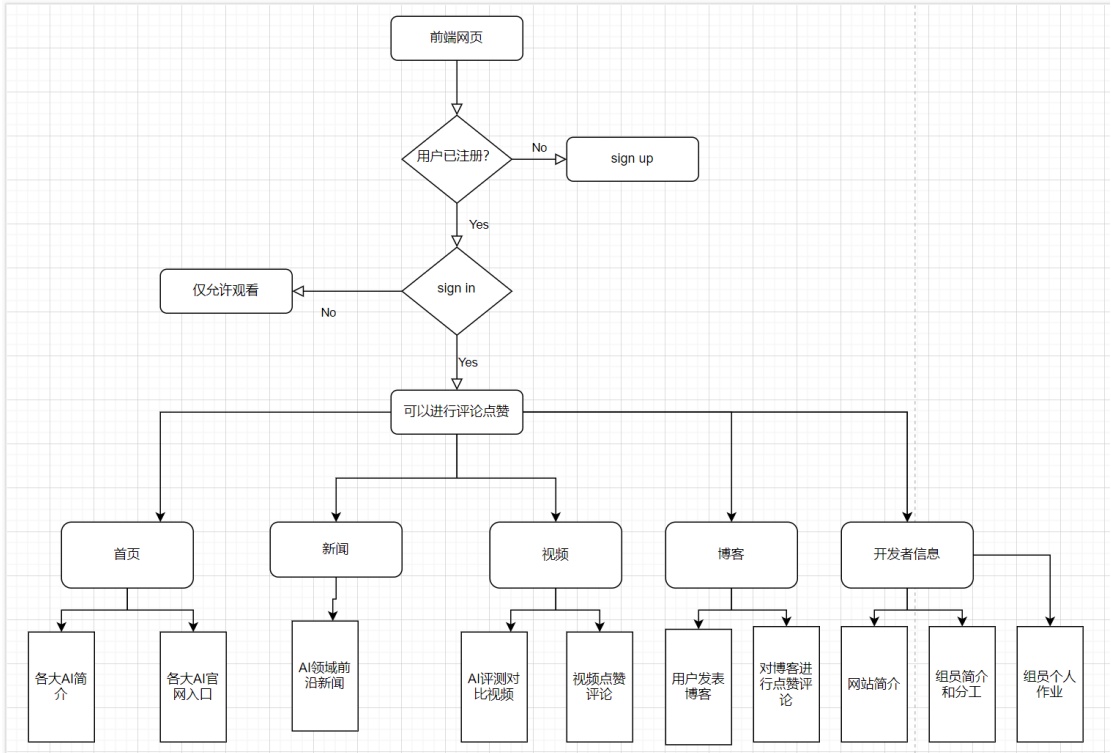 前端网页
用户已注册？
No
sign up
Yes
sign in
仅允许观看
No
Yes
可以进行评论点赞
首页
新闻
视频
博客
开发者信息
各大AI简
介
各大AI官
网入口
AI领域前
沿新闻
AI评测对
比视频
视频点赞
评论
用户发表
博客
对博客进
行点赞评
论
网站简介
组员简介
和分工
组员个人
作业